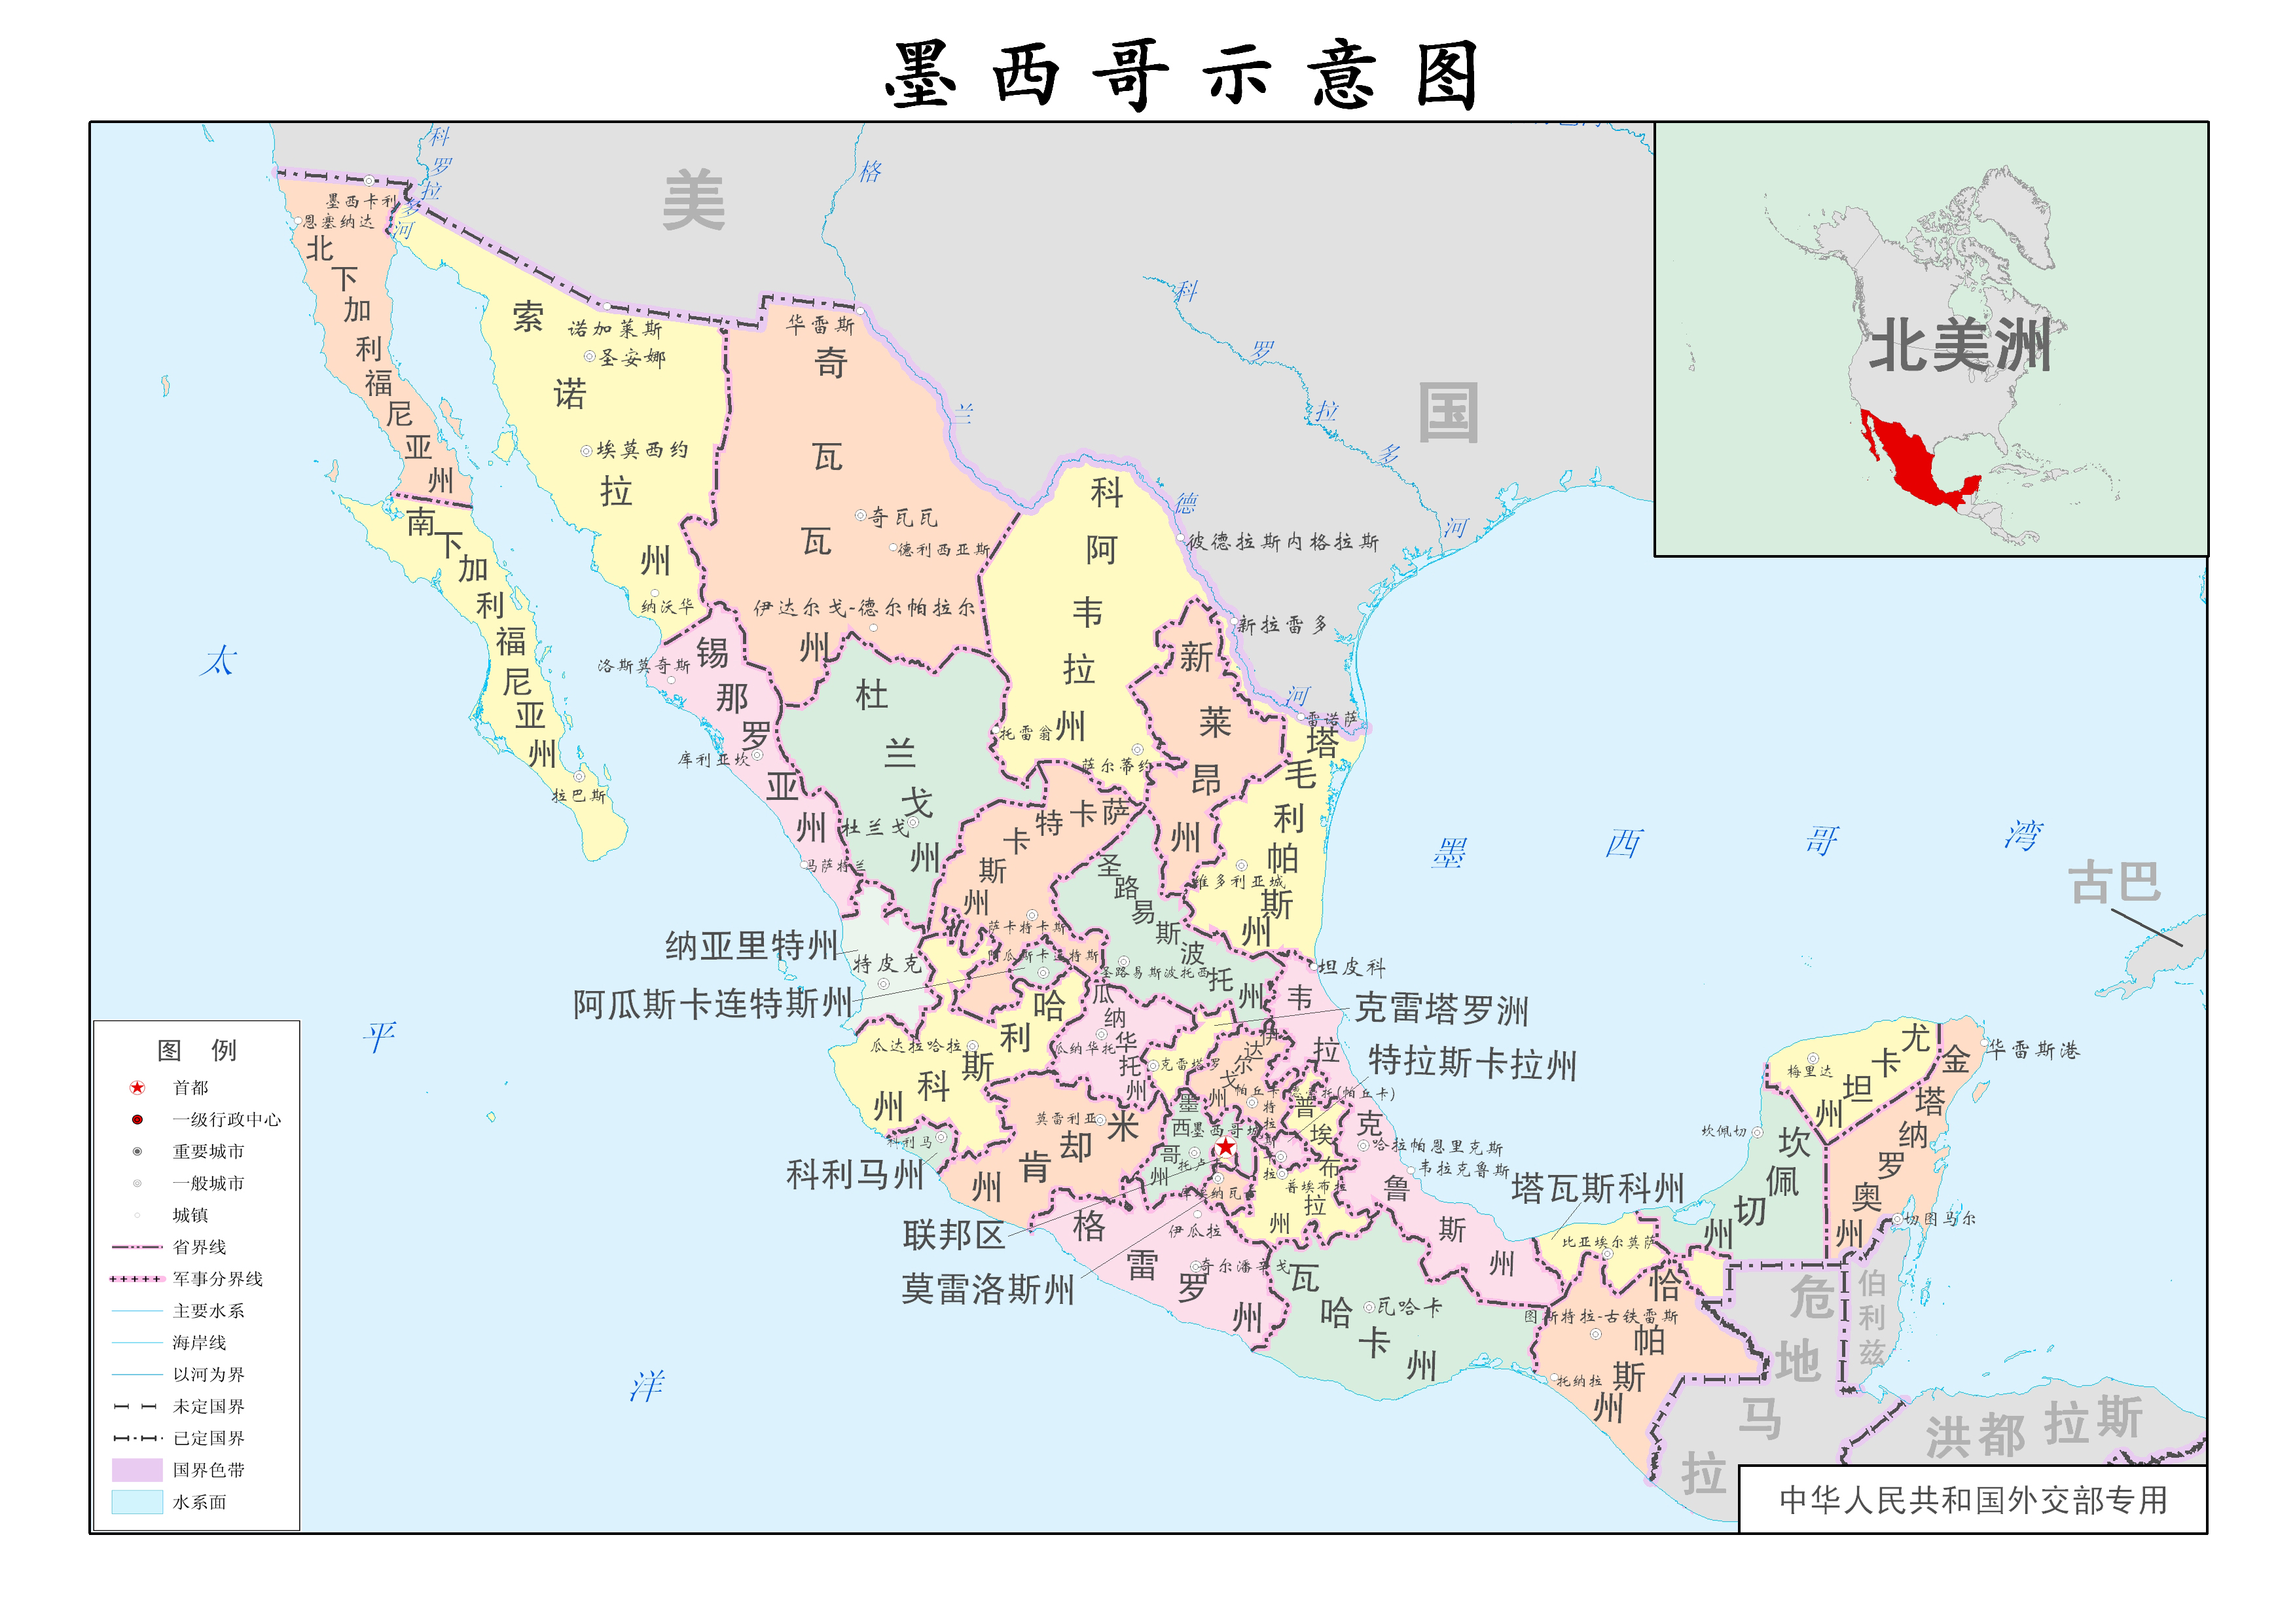 墨西哥示意图
美国
北美洲
科罗拉多河
格兰德河
科罗拉多河
太平洋
墨西哥湾
古巴
危地马拉
伯利兹
洪都拉斯
墨西卡利
恩塞纳达
北下加利福尼亚州
南下加利福尼亚州
拉巴斯
索诺拉州
诺加莱斯
圣安娜
埃莫西约
纳沃华
奇瓦瓦州
华雷斯
奇瓦瓦
德利西亚斯
伊达尔戈-德尔帕拉尔
科阿韦拉州
彼德拉斯内格拉斯
托雷翁
萨尔蒂约
新莱昂州
新拉雷多
雷诺萨
塔毛利帕斯州
维多利亚城
坦皮科
锡那罗亚州
洛斯莫奇斯
库利亚坎
马萨特兰
杜兰戈州
杜兰戈
萨卡特卡斯州
萨卡特卡斯
圣路易斯波托州
圣路易斯波托西
纳亚里特州
特皮克
阿瓜斯卡连特斯州
阿瓜斯卡连特斯
哈利斯科州
瓜达拉哈拉
瓜纳华托州
瓜纳华托
克雷塔罗洲
克雷塔罗
伊达尔戈州
帕丘卡
特拉斯卡拉州
特拉斯卡拉
韦拉克鲁斯州
哈拉帕恩里克斯
韦拉克鲁斯
普埃布拉州
普埃布拉
墨西哥州
墨西哥城
托卢卡
科利马州
科利马
米却肯州
莫雷利亚
联邦区
莫雷洛斯州
库埃纳瓦卡
格雷罗州
伊瓜拉
奇尔潘辛戈
瓦哈卡州
瓦哈卡
塔瓦斯科州
比亚埃尔莫萨
恰帕斯州
图斯特拉-古铁雷斯
托纳拉
坎佩切州
坎佩切
尤卡坦州
梅里达
金塔纳罗奥州
华雷斯港
切图马尔
图 例
首都
一级行政中心
重要城市
一般城市
城镇
省界线
军事分界线
主要水系
海岸线
以河为界
未定国界
已定国界
国界色带
水系面
中华人民共和国外交部专用